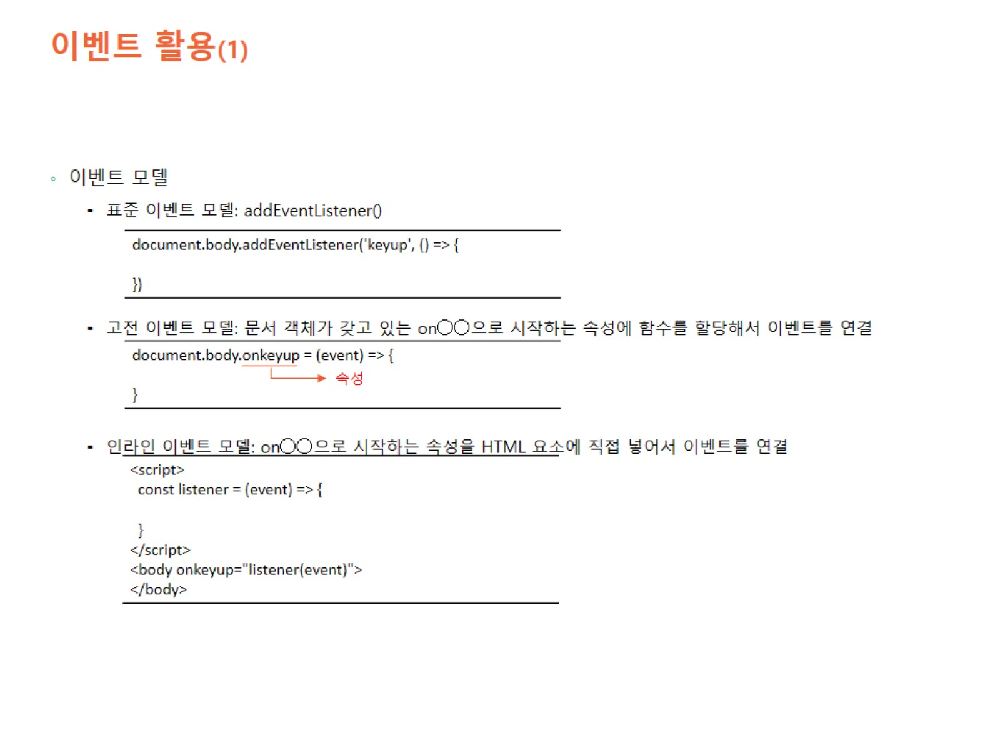 이벤트 활용(1)
◦ 이벤트 모델
▪ 표준 이벤트 모델: addEventListener()
document.body.addEventListener('keyup', () => {
})
▪ 고전 이벤트 모델: 문서 객체가 갖고 있는 on○○으로 시작하는 속성에 함수를 할당해서 이벤트를 연결
document.body.onkeyup = (event) => {
속성
}
▪ 인라인 이벤트 모델: on○○으로 시작하는 속성을 HTML 요소에 직접 넣어서 이벤트를 연결
<script>
const listener = (event) => {
}
</script>
<body onkeyup="listener(event)">
</body>